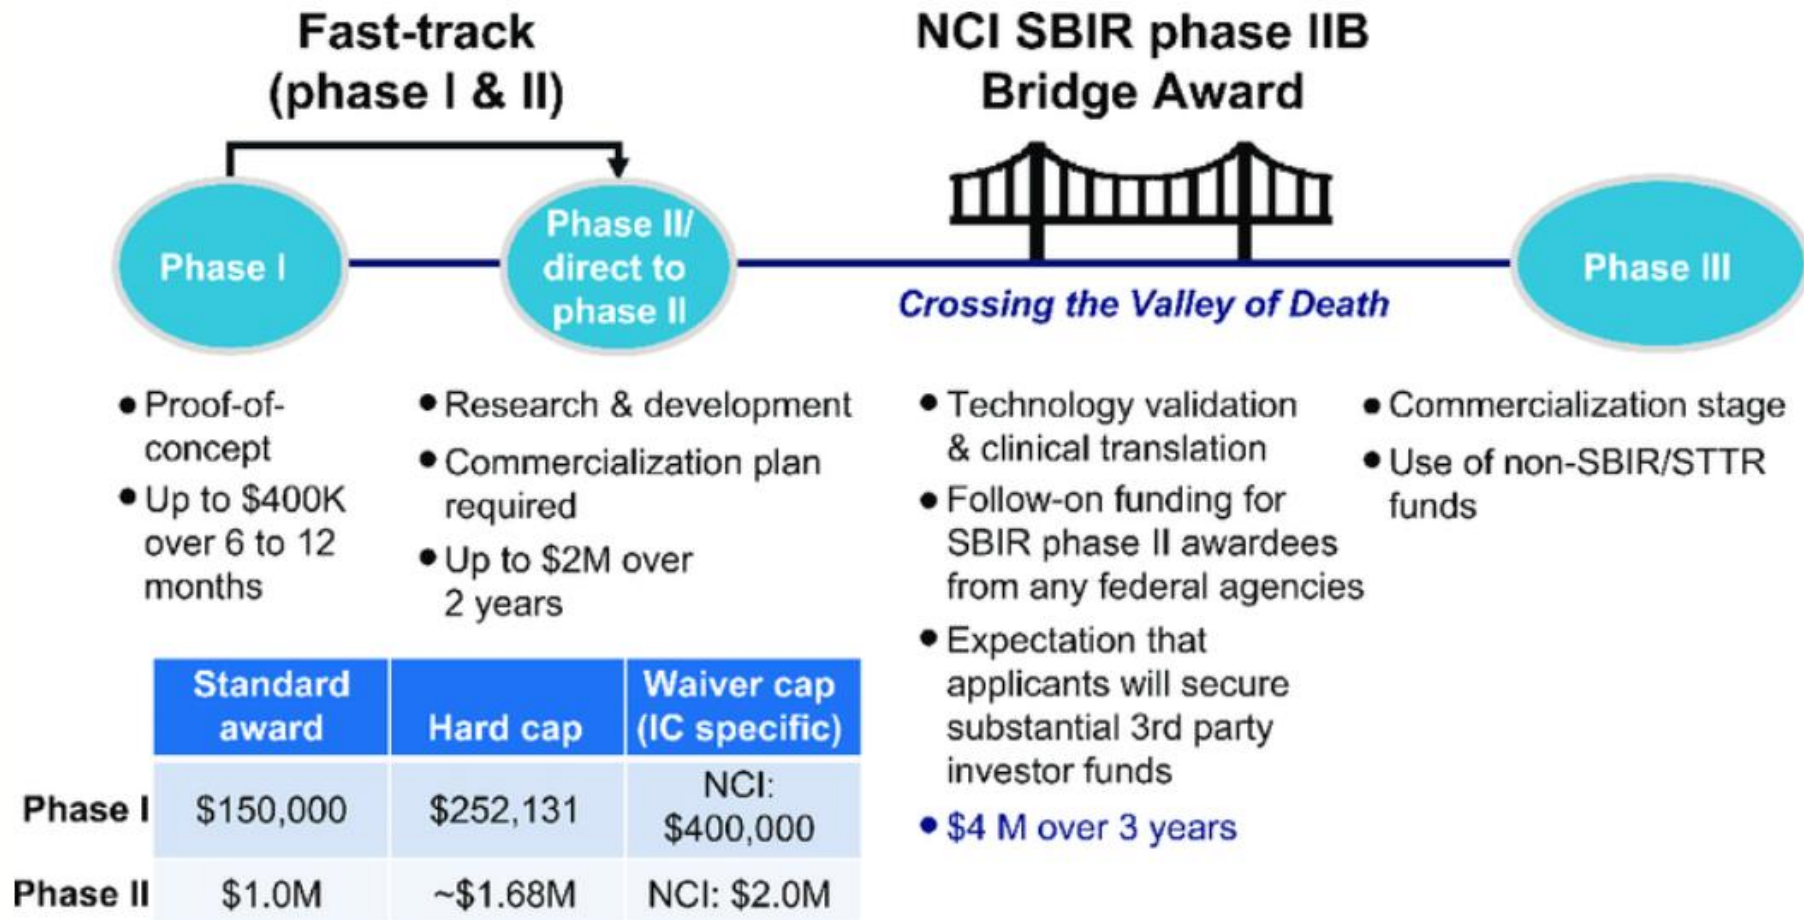 Fast-track
(phase I & II)
NCI SBIR phase IIB
Bridge Award
Phase I
Phase II/
direct to
phase II
Crossing the Valley of Death
Phase III
• Proof-of-
concept
• Up to $400K
over 6 to 12
months
• Research & development
• Commercialization plan
required
• Up to $2M over
2 years
• Technology validation
& clinical translation
• Follow-on funding for
SBIR phase II awardees
from any federal agencies
• Expectation that
applicants will secure
substantial 3rd party
investor funds
• $4 M over 3 years
• Commercialization stage
• Use of non-SBIR/STTR
funds
Standard
award
Hard cap
Waiver cap
(IC specific)
Phase I
$150,000
$252,131
NCI:
$400,000
Phase II
$1.0M
~$1.68M
NCI: $2.0M